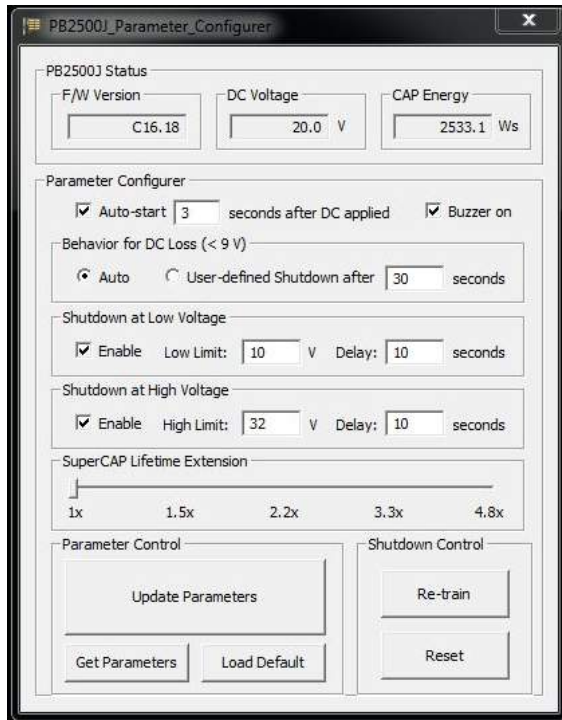 PB2500J_Parameter_Configurer
x
PB2500J Status
F/W Version DC Voltage CAP Energy
C16.18 20.0 V 2533.1 Ws
Parameter Configurer
Auto-start 3 seconds after DC applied Buzzer on
Behavior for DC Loss (< 9 V)
Auto User-defined Shutdown after 30 seconds
Shutdown at Low Voltage
Enable Low Limit: 10 V Delay: 10 seconds
Shutdown at High Voltage
Enable High Limit: 32 V Delay: 10 seconds
SuperCAP Lifetime Extension
1x 1.5x 2.2x 3.3x 4.8x
Parameter Control Shutdown Control
Update Parameters Re-train
Get Parameters Load Default Reset